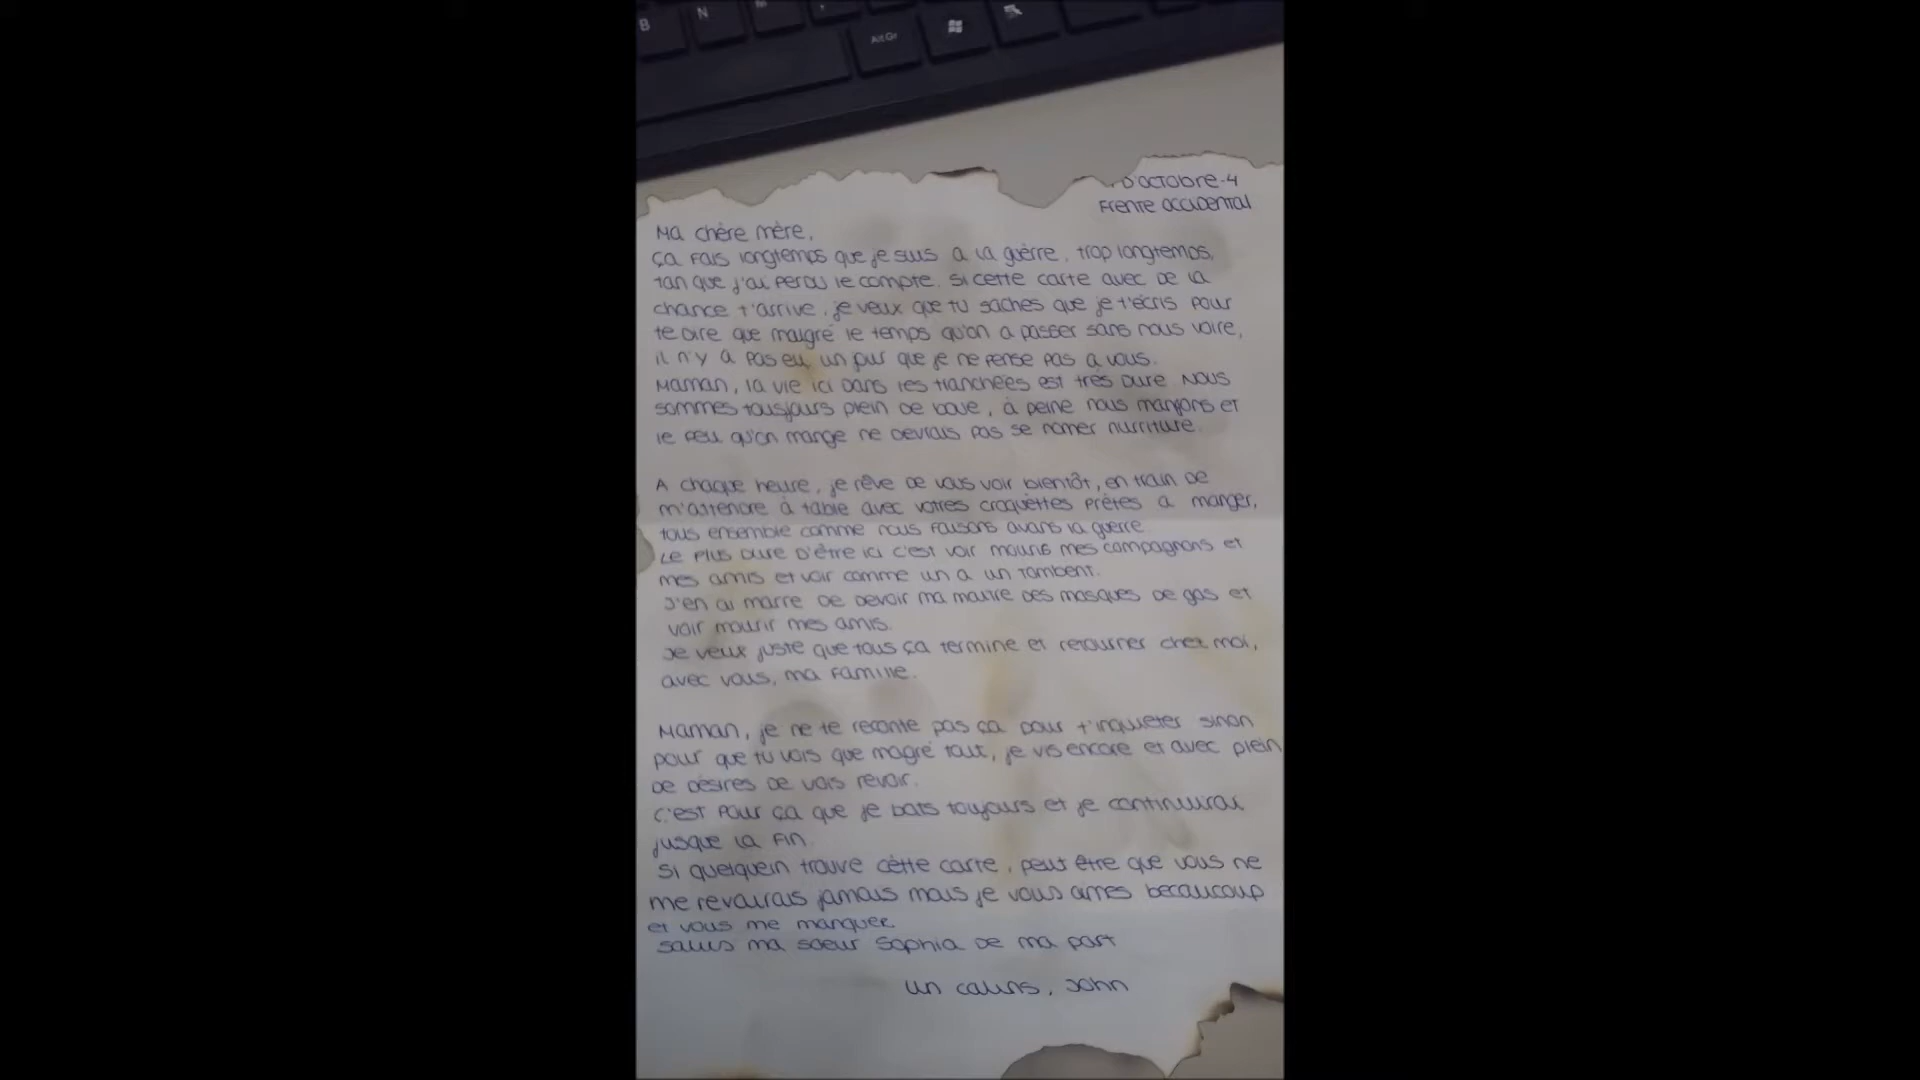 B N Alt Gr
D'octobre-4
Frente occidental
Ma chère mère,
ça fais longtemps que je suis a la guèrre, trop longtemps,
tan que j'ai perdu le compte. Si cette carte avec de la
chance t'arrive, je veux que tu saches que je t'écris pour
te dire que malgré le temps qu'on a passer sans nous voire,
il n'y a pas eu un jour que je ne pense pas a vous.
Maman, la vie ici dans les tranchées est très dure Nous
sommes tousjours plein de boue, à peine nous manjons et
le peu qu'on mange ne devrais pas se nomer nurriture.
A chaque heure, je rêve de vous voir bientôt, en train de
m'attendre à table avec votres croquèttes prêtes a manger,
tous ensemble comme nous faisons avans la guerre
Le plus dure d'être ici c'est voir mouris mes compagnons et
mes amis et voir comme un a un tombent.
J'en ai marre de devoir ma maitre des masques de gas et
voir mourir mes amis.
Je veux juste que tous ça termine et retourner chez moi,
avec vous, ma famille.
Maman, je ne te reconte pas ça pour t'inquieter sinon
pour que tu vois que magré tout, je vis encore et avec plein
de désires de vous revoir.
C'est pour ça que je bats toujours et je continuirai
jusque la fin.
Si quelquein trouve cètte carte, peut être que vous ne
me revairais jamais mais je vous aimes becaucoup
et vous me manquer.
salus ma soeur Sophia de ma part
un calins, John